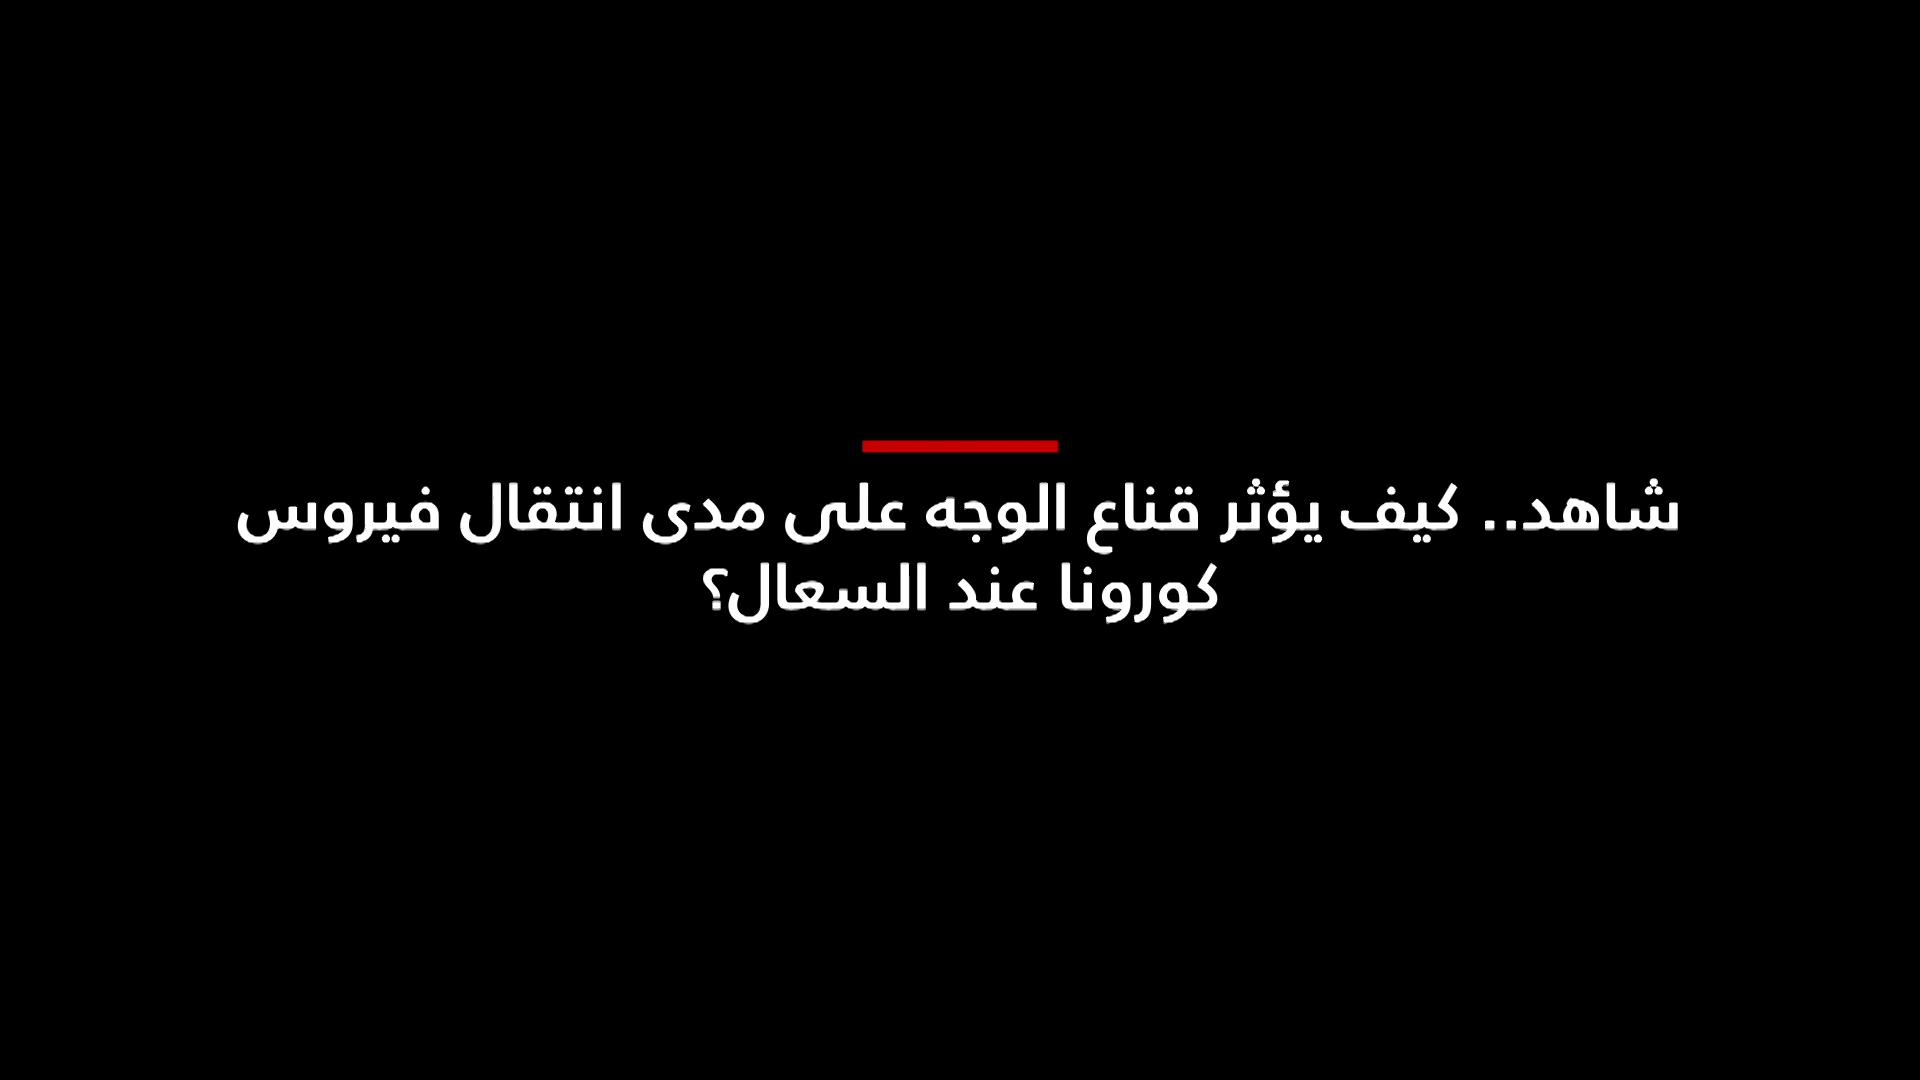 شاهد.. كيف يؤثر قناع الوجه على مدى انتقال فيروس
كورونا عند السعال؟